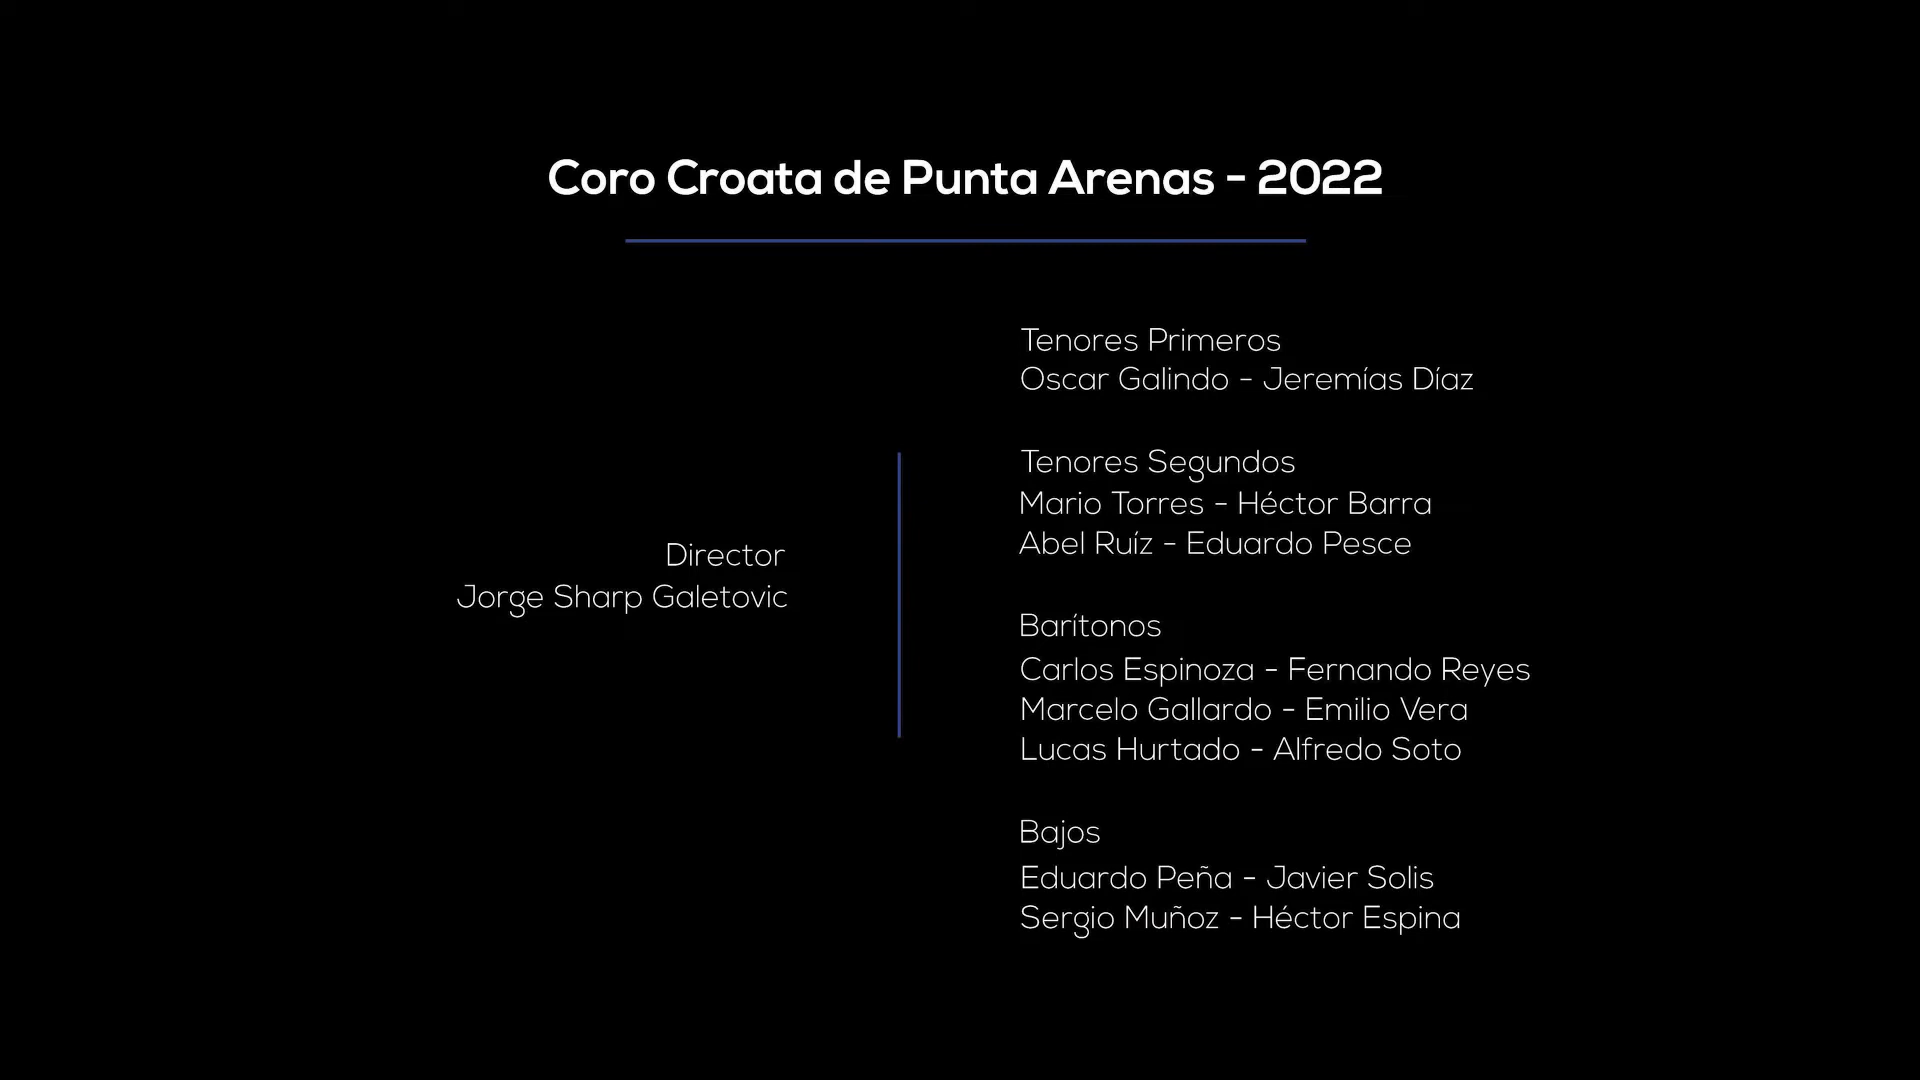 Coro Croata de Punta Arenas - 2022
Director
Jorge Sharp Galetovic
Tenores Primeros
Oscar Galindo - Jeremías Díaz
Tenores Segundos
Mario Torres - Héctor Barra
Abel Ruíz - Eduardo Pesce
Barítonos
Carlos Espinoza - Fernando Reyes
Marcelo Gallardo - Emilio Vera
Lucas Hurtado - Alfredo Soto
Bajos
Eduardo Peña - Javier Solis
Sergio Muñoz - Héctor Espina